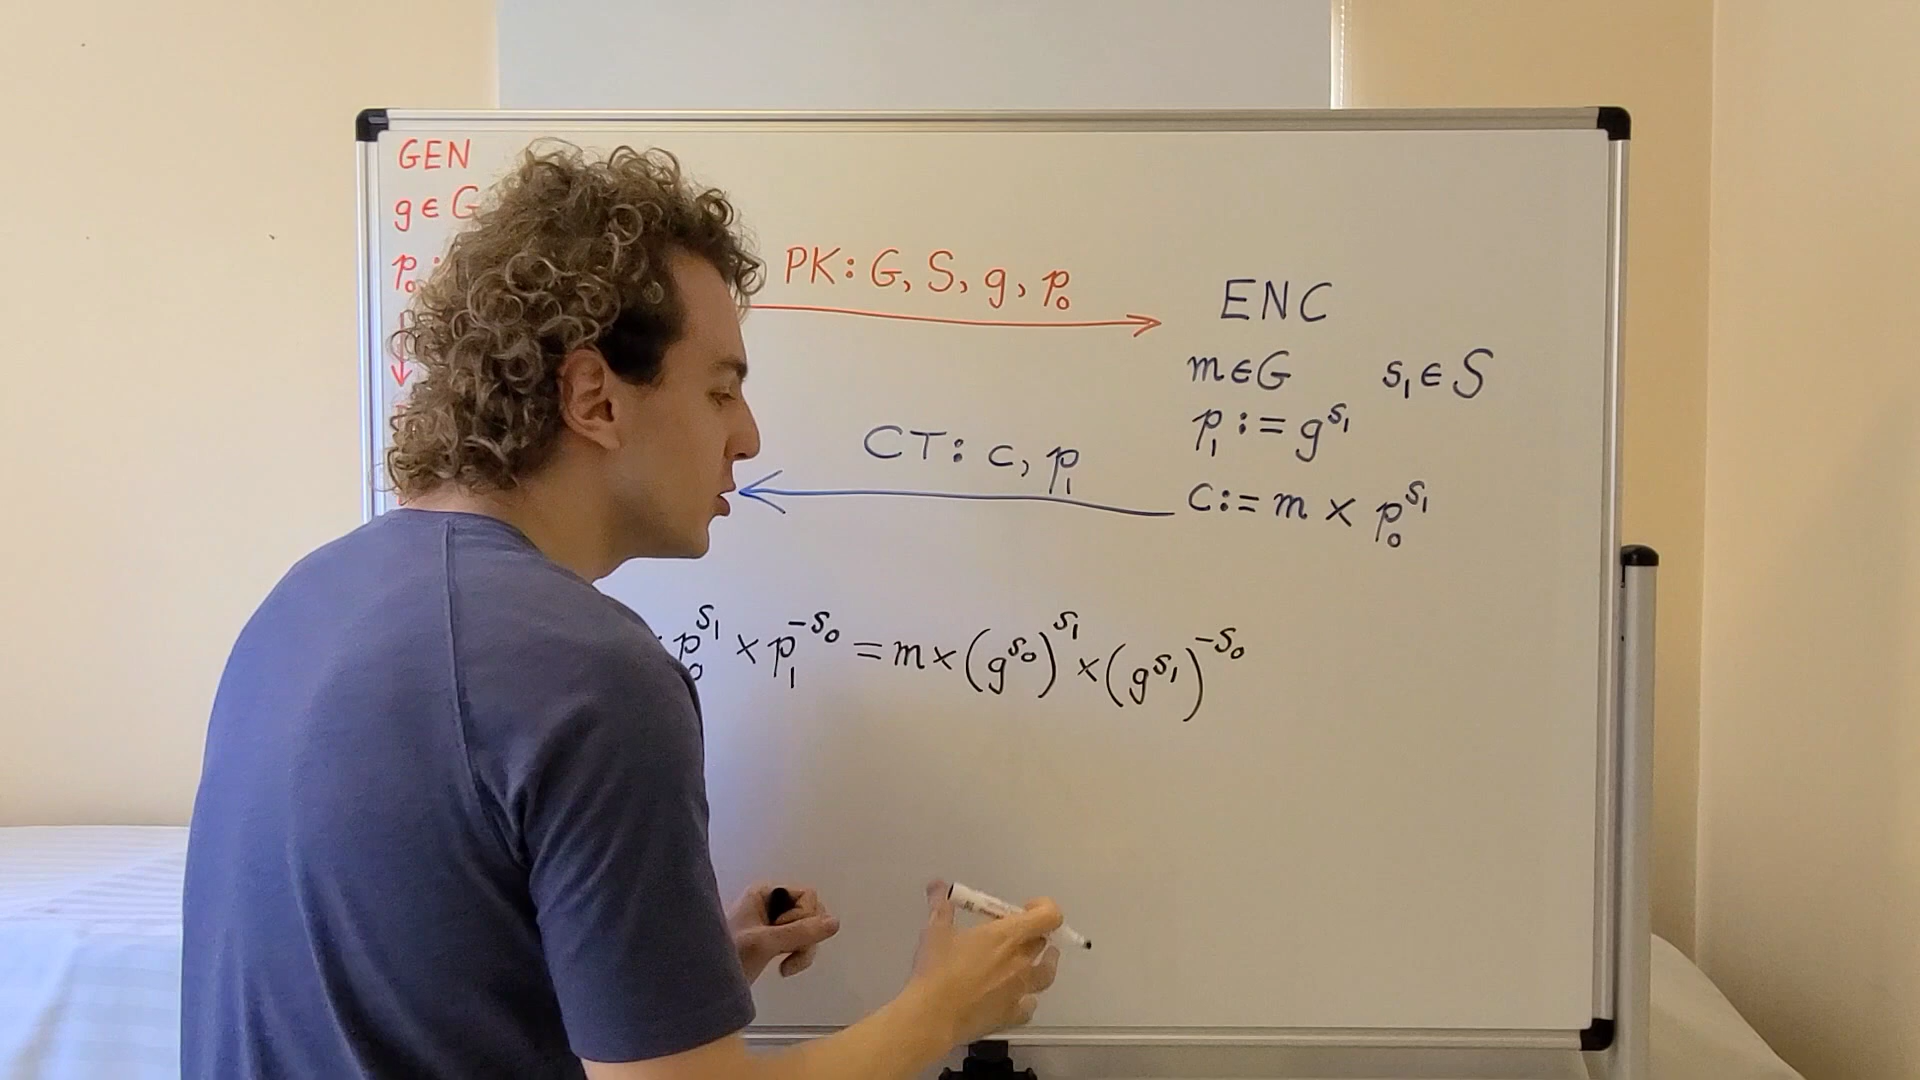 GEN
g ∈ G
p₀
PK: G, S, g, p₀
ENC
m ∈ G s₁ ∈ S
p₁ := g^s₁
CT: c, p₁
c := m × p₀^s₁
p₀^s₁ × p₁^-s₀ = m × (g^s₀)^s₁ × (g^s₁)^-s₀